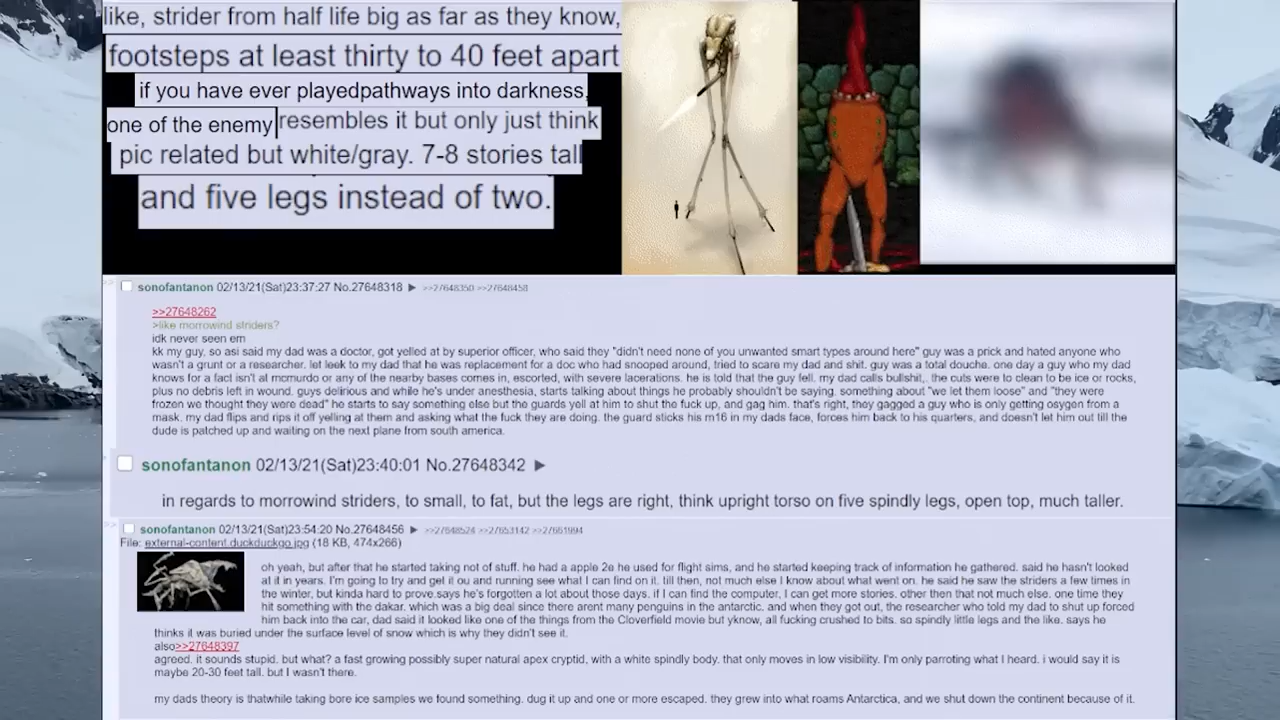 like, strider from half life big as far as they know,
footsteps at least thirty to 40 feet apart
if you have ever playedpathways into darkness,
one of the enemy resembles it but only just think
pic related but white/gray. 7-8 stories tall
and five legs instead of two.
sonofantanon 02/13/21(Sat)23:37:27 No.27648318 ▶ >>27648350 >>27648450
>>27648262
>like morrowind striders?
idk never seen em
kk my guy, so asi said my dad was a doctor, got yelled at by superior officer, who said they "didn't need none of you unwanted smart types around here" guy was a prick and hated anyone who
wasn't a grunt or a researcher. let leek to my dad that he was replacement for a doc who had snooped around, tried to scare my dad and shit. guy was a total douche. one day a guy who my dad
knows for a fact isn't at mcmurdo or any of the nearby bases comes in, escorted, with severe lacerations. he is told that the guy fell. my dad calls bullshit,. the cuts were to clean to be ice or rocks,
plus no debris left in wound. guys delirious and while he's under anesthesia, starts talking about things he probably shouldn't be saying. something about "we let them loose" and "they were
frozen we thought they were dead" he starts to say something else but the guards yell at him to shut the fuck up, and gag him. that's right, they gagged a guy who is only getting osygen from a
mask. my dad flips and rips it off yelling at them and asking what the fuck they are doing. the guard sticks his m16 in my dads face, forces him back to his quarters, and doesn't let him out till the
dude is patched up and waiting on the next plane from south america.
sonofantanon 02/13/21(Sat)23:40:01 No.27648342 ▶
in regards to morrowind striders, to small, to fat, but the legs are right, think upright torso on five spindly legs, open top, much taller.
sonofantanon 02/13/21(Sat)23:54:20 No.27648456 ▶ >>27648524 >>27653142 >>27661994
File: external-content.duckduckgo.jpg (18 KB, 474x266)
oh yeah, but after that he started taking not of stuff. he had a apple 2e he used for flight sims, and he started keeping track of information he gathered. said he hasn't looked
at it in years. I'm going to try and get it ou and running see what I can find on it. till then, not much else I know about what went on. he said he saw the striders a few times in
the winter, but kinda hard to prove.says he's forgotten a lot about those days. if I can find the computer, I can get more stories. other then that not much else. one time they
hit something with the dakar. which was a big deal since there arent many penguins in the antarctic. and when they got out, the researcher who told my dad to shut up forced
him back into the car, dad said it looked like one of the things from the Cloverfield movie but yknow, all fucking crushed to bits. so spindly little legs and the like. says he
thinks it was buried under the surface level of snow which is why they didn't see it.
also>>27648397
agreed. it sounds stupid. but what? a fast growing possibly super natural apex cryptid, with a white spindly body. that only moves in low visibility. I'm only parroting what I heard. i would say it is
maybe 20-30 feet tall. but I wasn't there.
my dads theory is thatwhile taking bore ice samples we found something. dug it up and one or more escaped. they grew into what roams Antarctica, and we shut down the continent because of it.